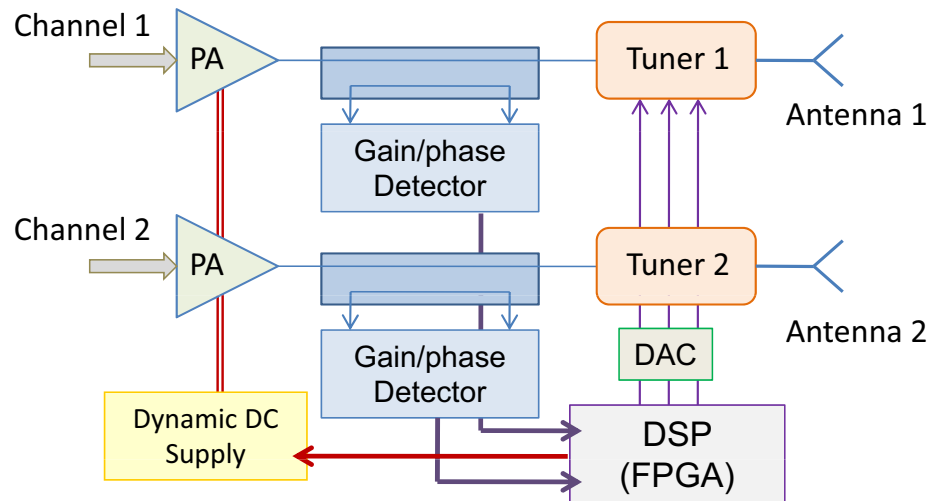 Channel 1
PA
Tuner 1
Antenna 1
Gain/phase
Detector
Channel 2
PA
Tuner 2
Antenna 2
Gain/phase
Detector
DAC
Dynamic DC
Supply
DSP
(FPGA)